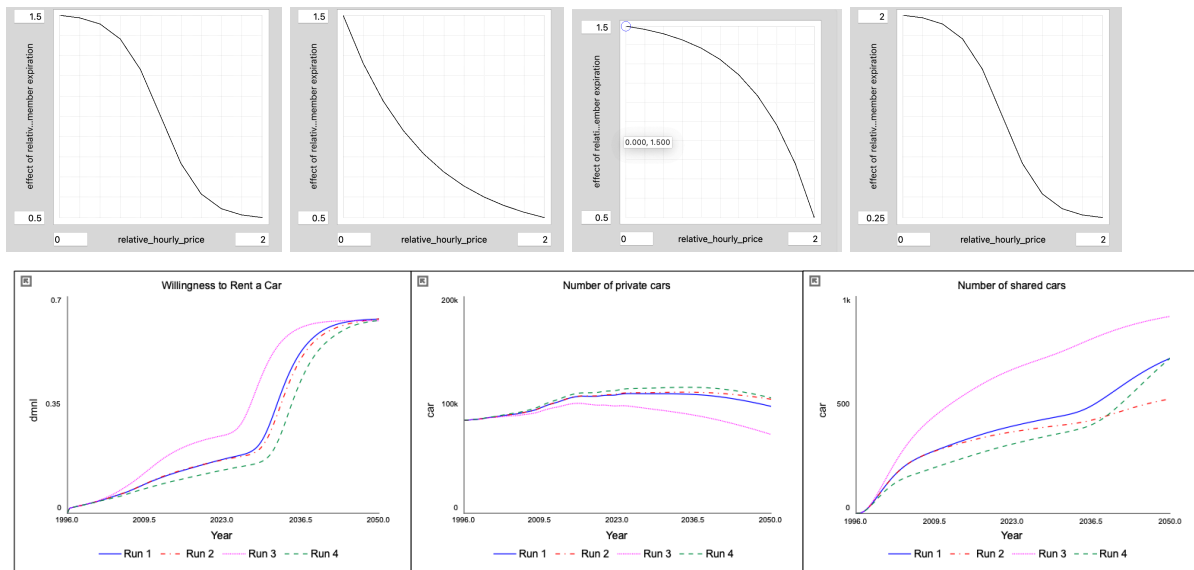 1.5
effect of relativ...member expiration
0.5
0
relative_hourly_price
2
1.5
effect of relativ...member expiration
0.5
0
relative_hourly_price
2
1.5
effect of relati...ember expiration
0.000, 1.500
0.5
0
relative_hourly_price
2
2
effect of relativ...member expiration
0.25
0
relative_hourly_price
2
Willingness to Rent a Car
0.7
dmnl
0.35
0
1996.0 2009.5 2023.0 2036.5 2050.0
Year
Run 1 Run 2 Run 3 Run 4
Number of private cars
200k
car
100k
0
1996.0 2009.5 2023.0 2036.5 2050.0
Year
Run 1 Run 2 Run 3 Run 4
Number of shared cars
1k
car
500
0
1996.0 2009.5 2023.0 2036.5 2050.0
Year
Run 1 Run 2 Run 3 Run 4